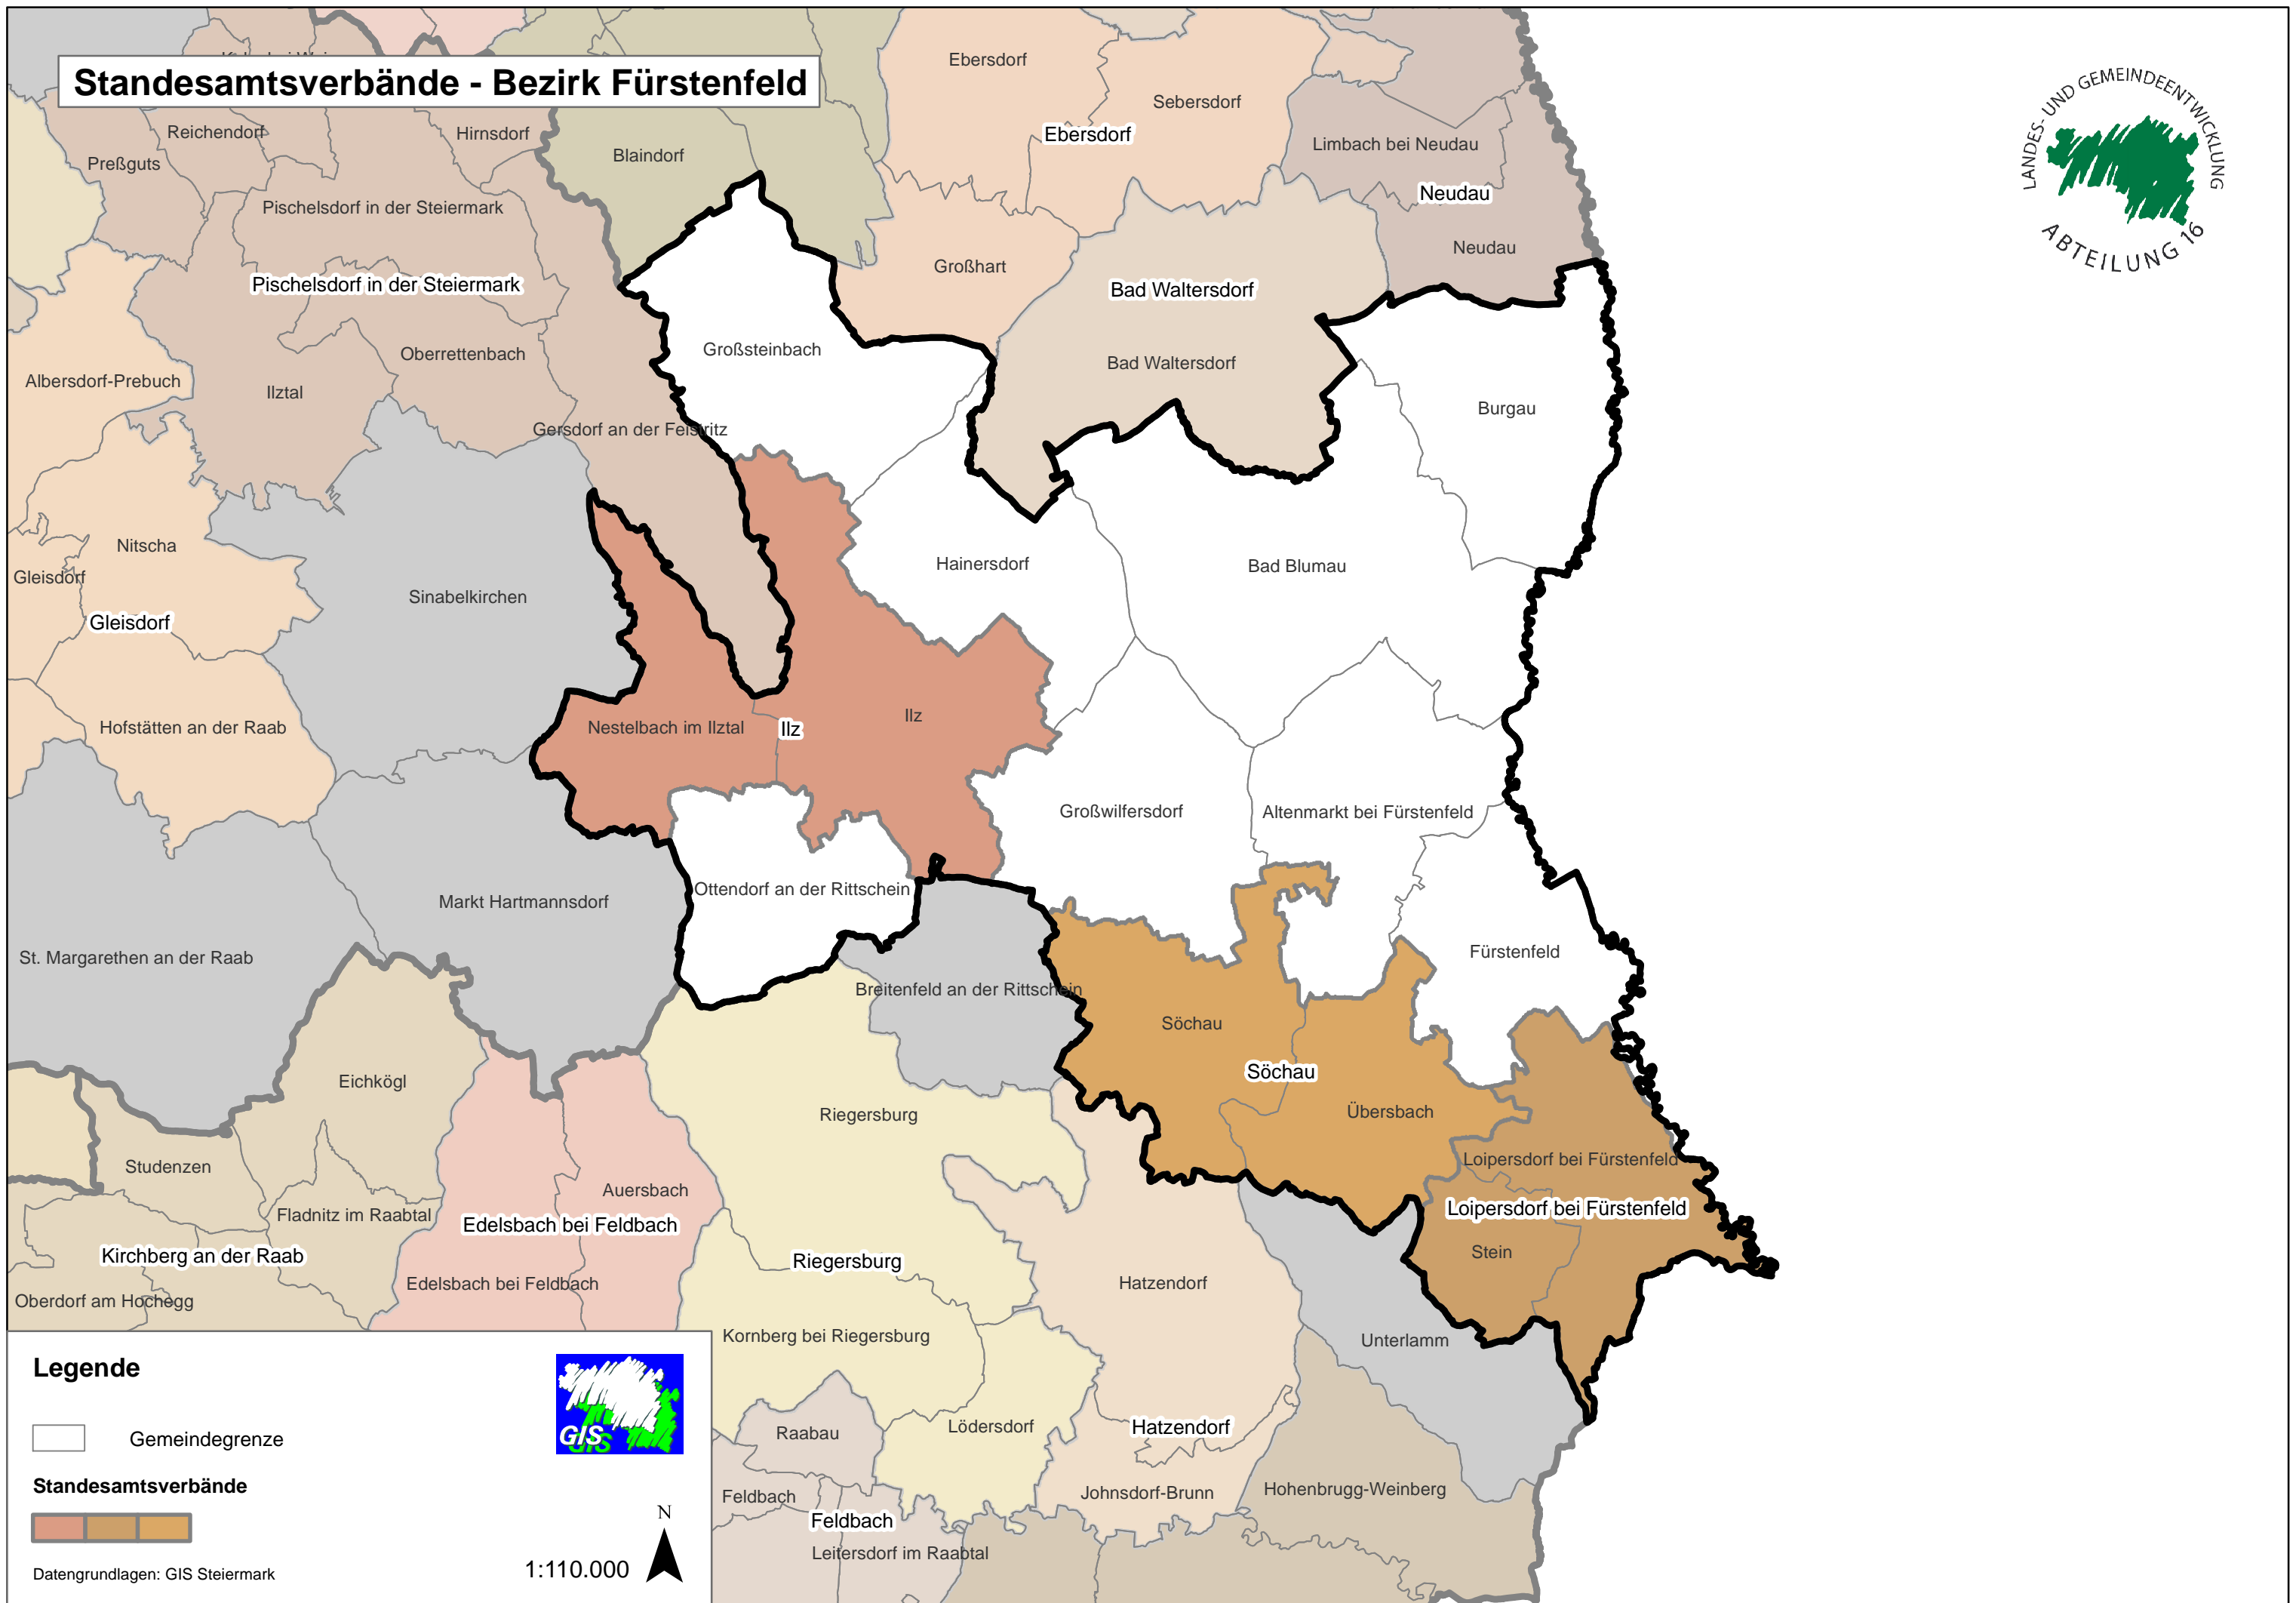 Standesamtsverbände - Bezirk Fürstenfeld
LANDES- UND GEMEINDEENTWICKLUNG
ABTEILUNG 16
Ebersdorf
Sebersdorf
Ebersdorf
Reichendorf
Hirnsdorf
Preßguts
Blaindorf
Limbach bei Neudau
Neudau
Neudau
Pischelsdorf in der Steiermark
Pischelsdorf in der Steiermark
Großhart
Bad Waltersdorf
Bad Waltersdorf
Großsteinbach
Oberrettenbach
Albersdorf-Prebuch
Ilztal
Burgau
Gersdorf an der Feistritz
Nitscha
Gleisdorf
Gleisdorf
Sinabelkirchen
Hainersdorf
Bad Blumau
Hofstätten an der Raab
Nestelbach im Ilztal
Ilz
Ilz
Großwilfersdorf
Altenmarkt bei Fürstenfeld
Ottendorf an der Rittschein
Markt Hartmannsdorf
St. Margarethen an der Raab
Fürstenfeld
Breitenfeld an der Rittschein
Söchau
Söchau
Übersbach
Eichkögl
Riegersburg
Studenzen
Auersbach
Loipersdorf bei Fürstenfeld
Loipersdorf bei Fürstenfeld
Fladnitz im Raabtal
Edelsbach bei Feldbach
Kirchberg an der Raab
Riegersburg
Stein
Edelsbach bei Feldbach
Hatzendorf
Oberdorf am Hochegg
Kornberg bei Riegersburg
Unterlamm
Raabau
Lödersdorf
Hatzendorf
Feldbach
Johnsdorf-Brunn
Hohenbrugg-Weinberg
Feldbach
Leitersdorf im Raabtal
Legende
Gemeindegrenze
Standesamtsverbände
Datengrundlagen: GIS Steiermark
GIS
GIS
N
1:110.000